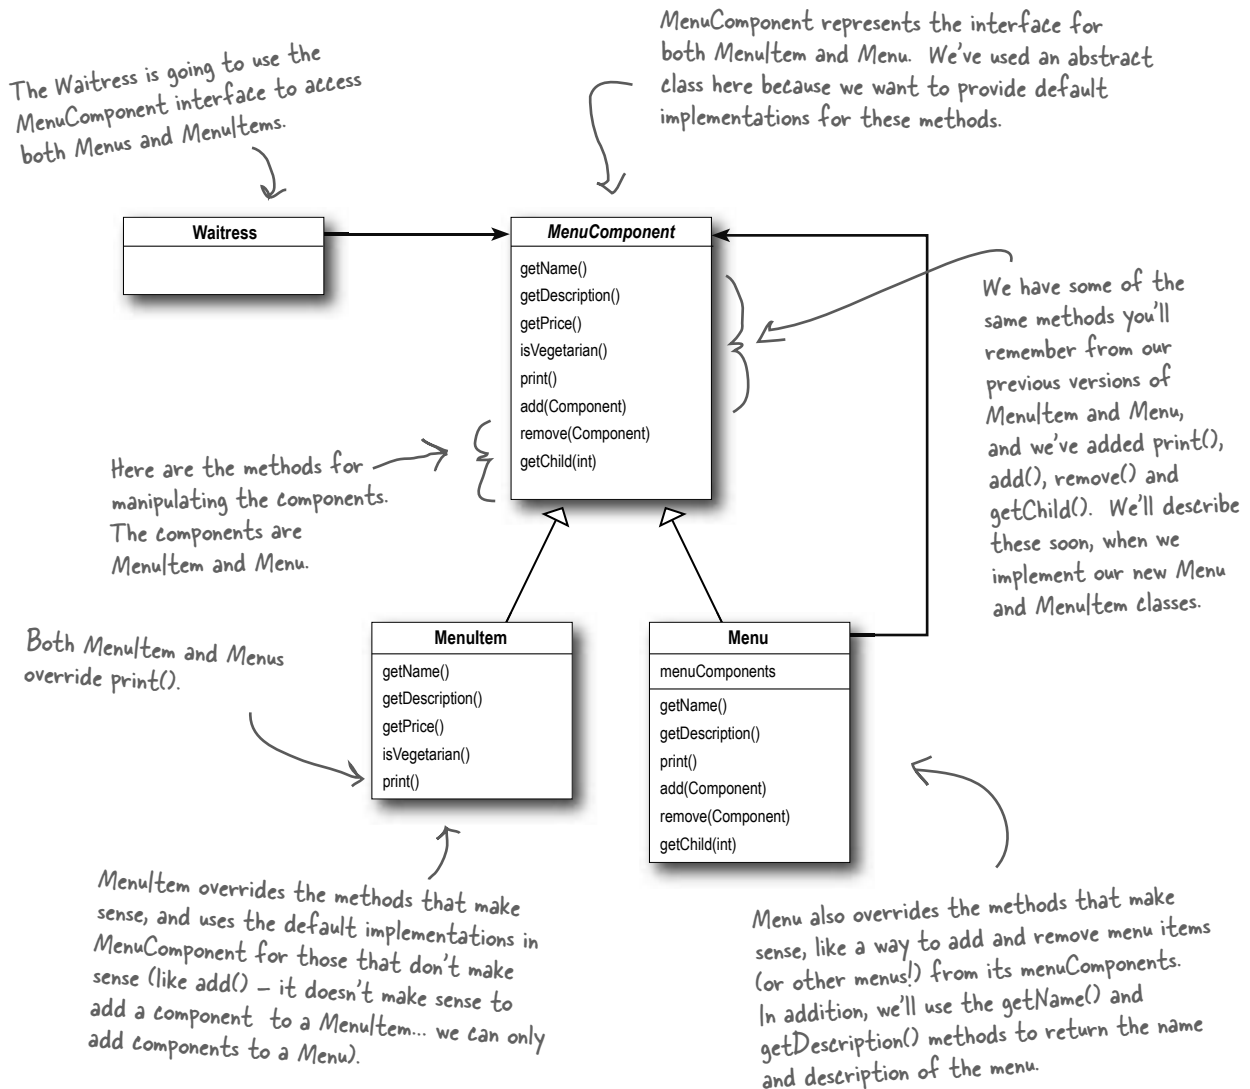 MenuComponent represents the interface for
both MenuItem and Menu. We've used an abstract
class here because we want to provide default
implementations for these methods.
The Waitress is going to use the
MenuComponent interface to access
both Menus and MenuItems.
Waitress
MenuComponent
getName()
getDescription()
getPrice()
isVegetarian()
print()
add(Component)
remove(Component)
getChild(int)
We have some of the
same methods you'll
remember from our
previous versions of
MenuItem and Menu,
and we've added print(),
add(), remove() and
getChild(). We'll describe
these soon, when we
implement our new Menu
and MenuItem classes.
Here are the methods for
manipulating the components.
The components are
MenuItem and Menu.
Both MenuItem and Menus
override print().
MenuItem
getName()
getDescription()
getPrice()
isVegetarian()
print()
Menu
menuComponents
getName()
getDescription()
print()
add(Component)
remove(Component)
getChild(int)
MenuItem overrides the methods that make
sense, and uses the default implementations in
MenuComponent for those that don't make
sense (like add() – it doesn't make sense to
add a component to a MenuItem... we can only
add components to a Menu).
Menu also overrides the methods that make
sense, like a way to add and remove menu items
(or other menus!) from its menuComponents.
In addition, we'll use the getName() and
getDescription() methods to return the name
and description of the menu.